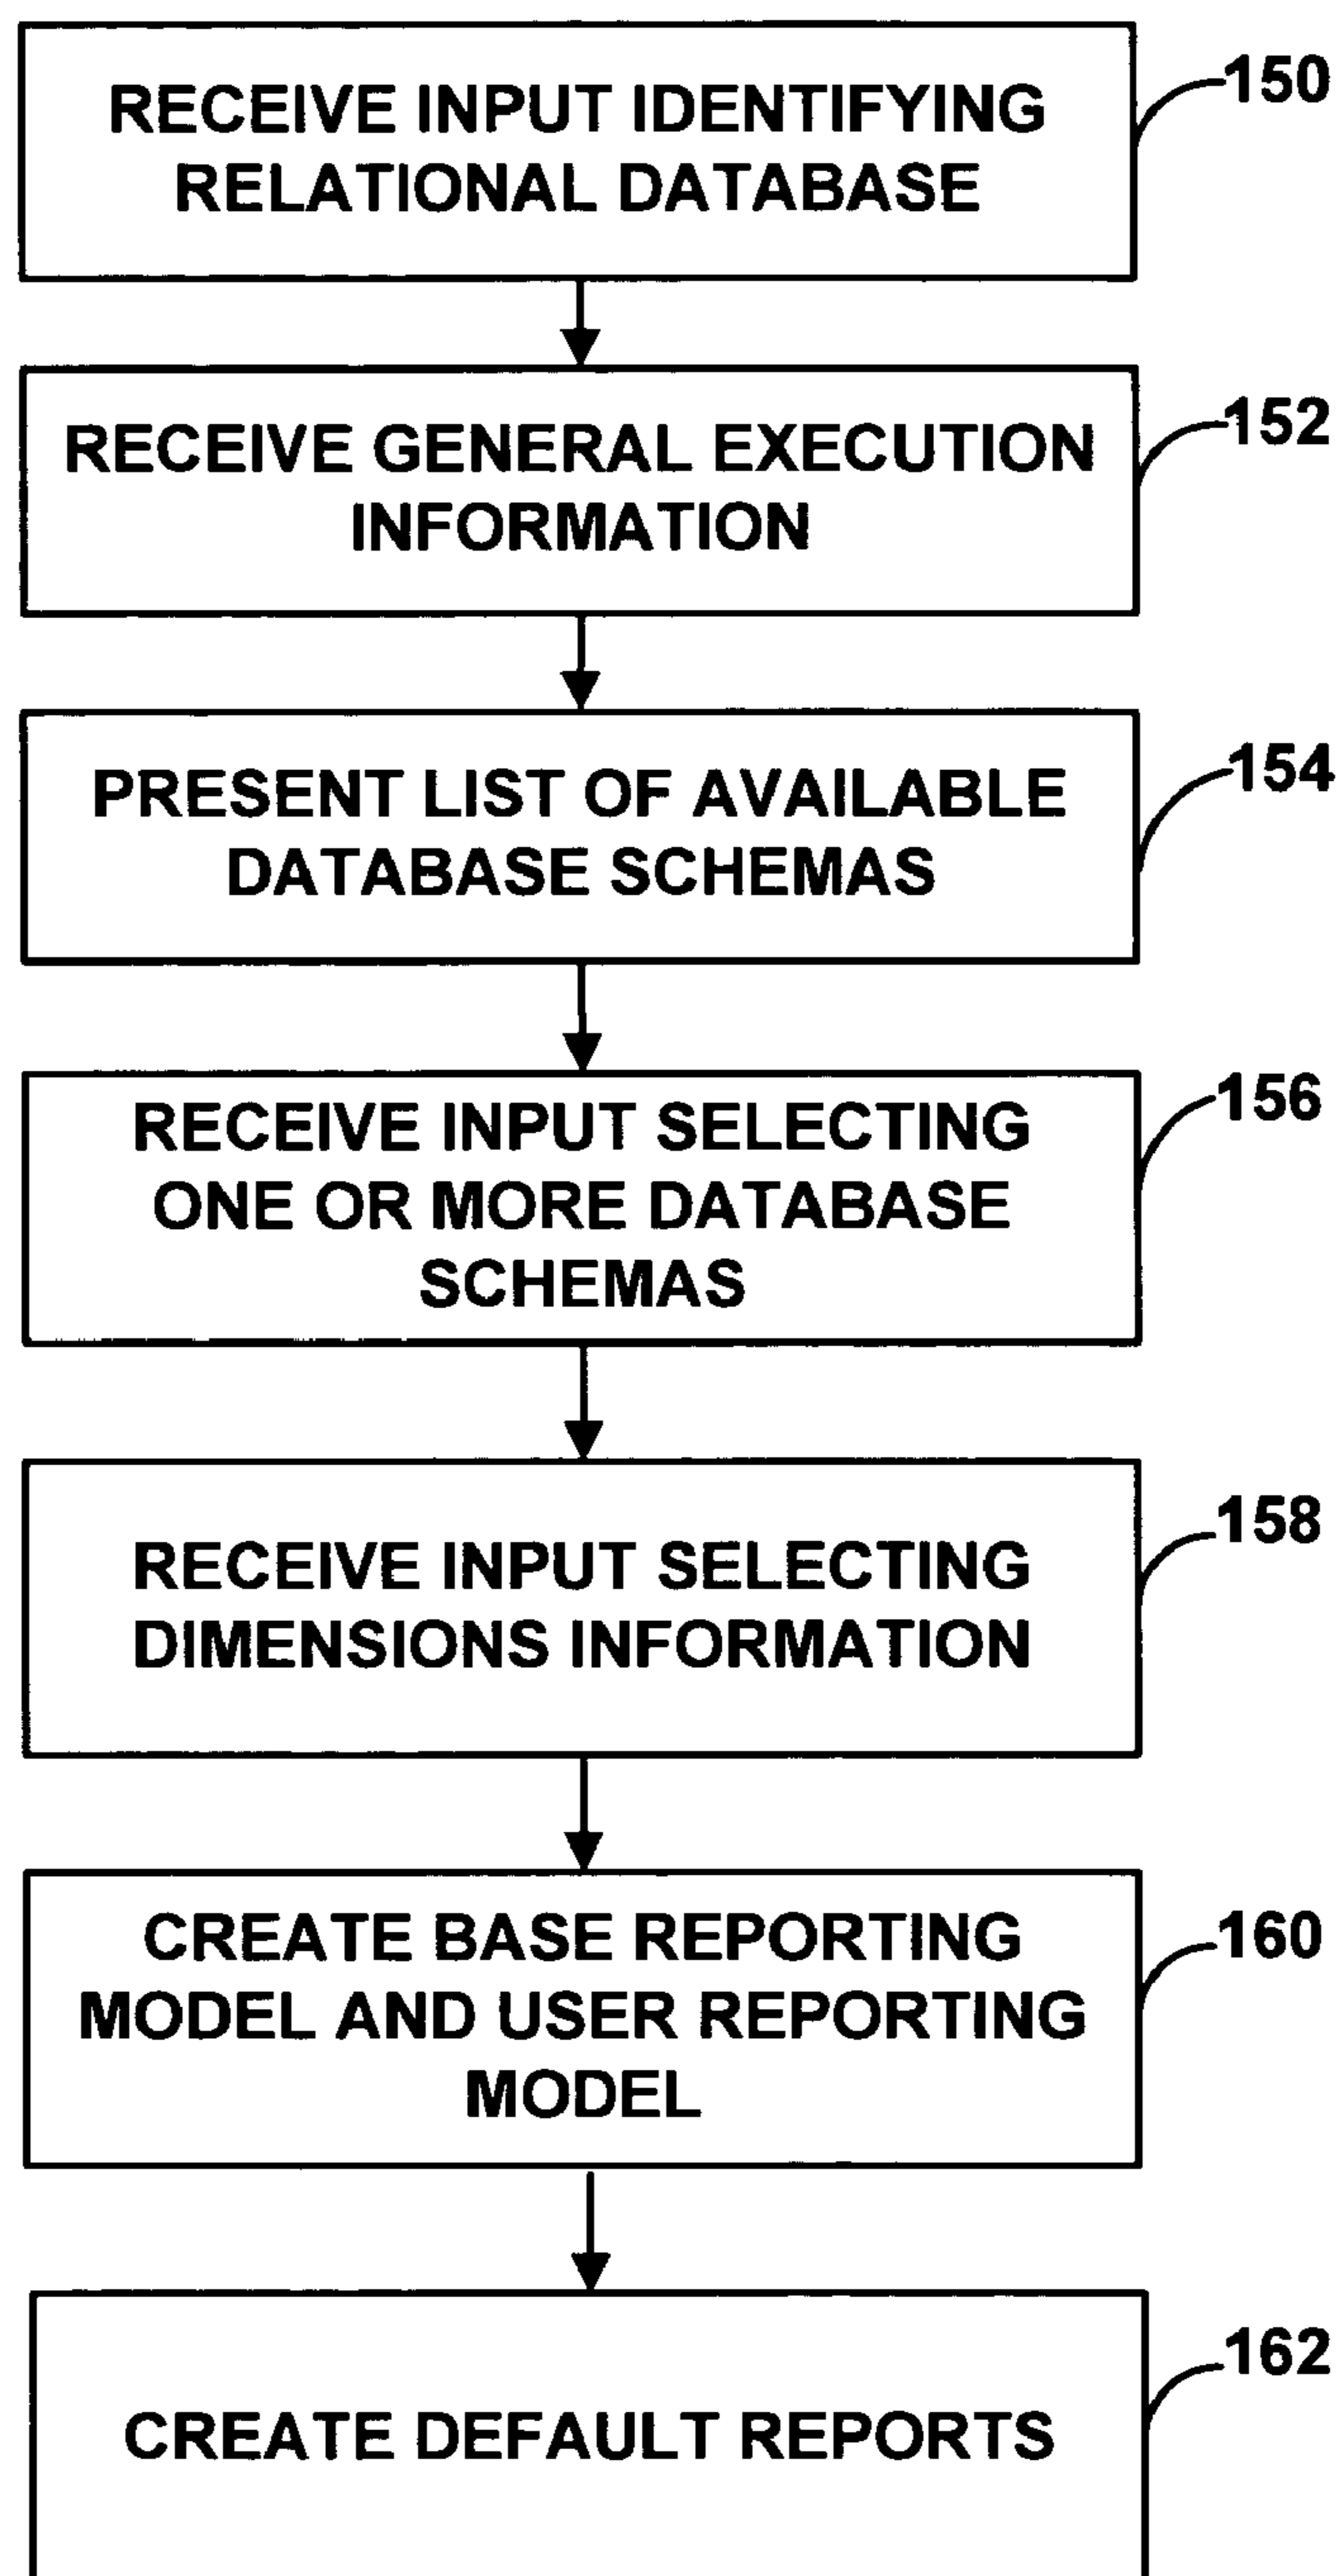 RECEIVE INPUT IDENTIFYING
RELATIONAL DATABASE
150
RECEIVE GENERAL EXECUTION
INFORMATION
152
PRESENT LIST OF AVAILABLE
DATABASE SCHEMAS
154
RECEIVE INPUT SELECTING
ONE OR MORE DATABASE
SCHEMAS
156
RECEIVE INPUT SELECTING
DIMENSIONS INFORMATION
158
CREATE BASE REPORTING
MODEL AND USER REPORTING
MODEL
160
CREATE DEFAULT REPORTS
162